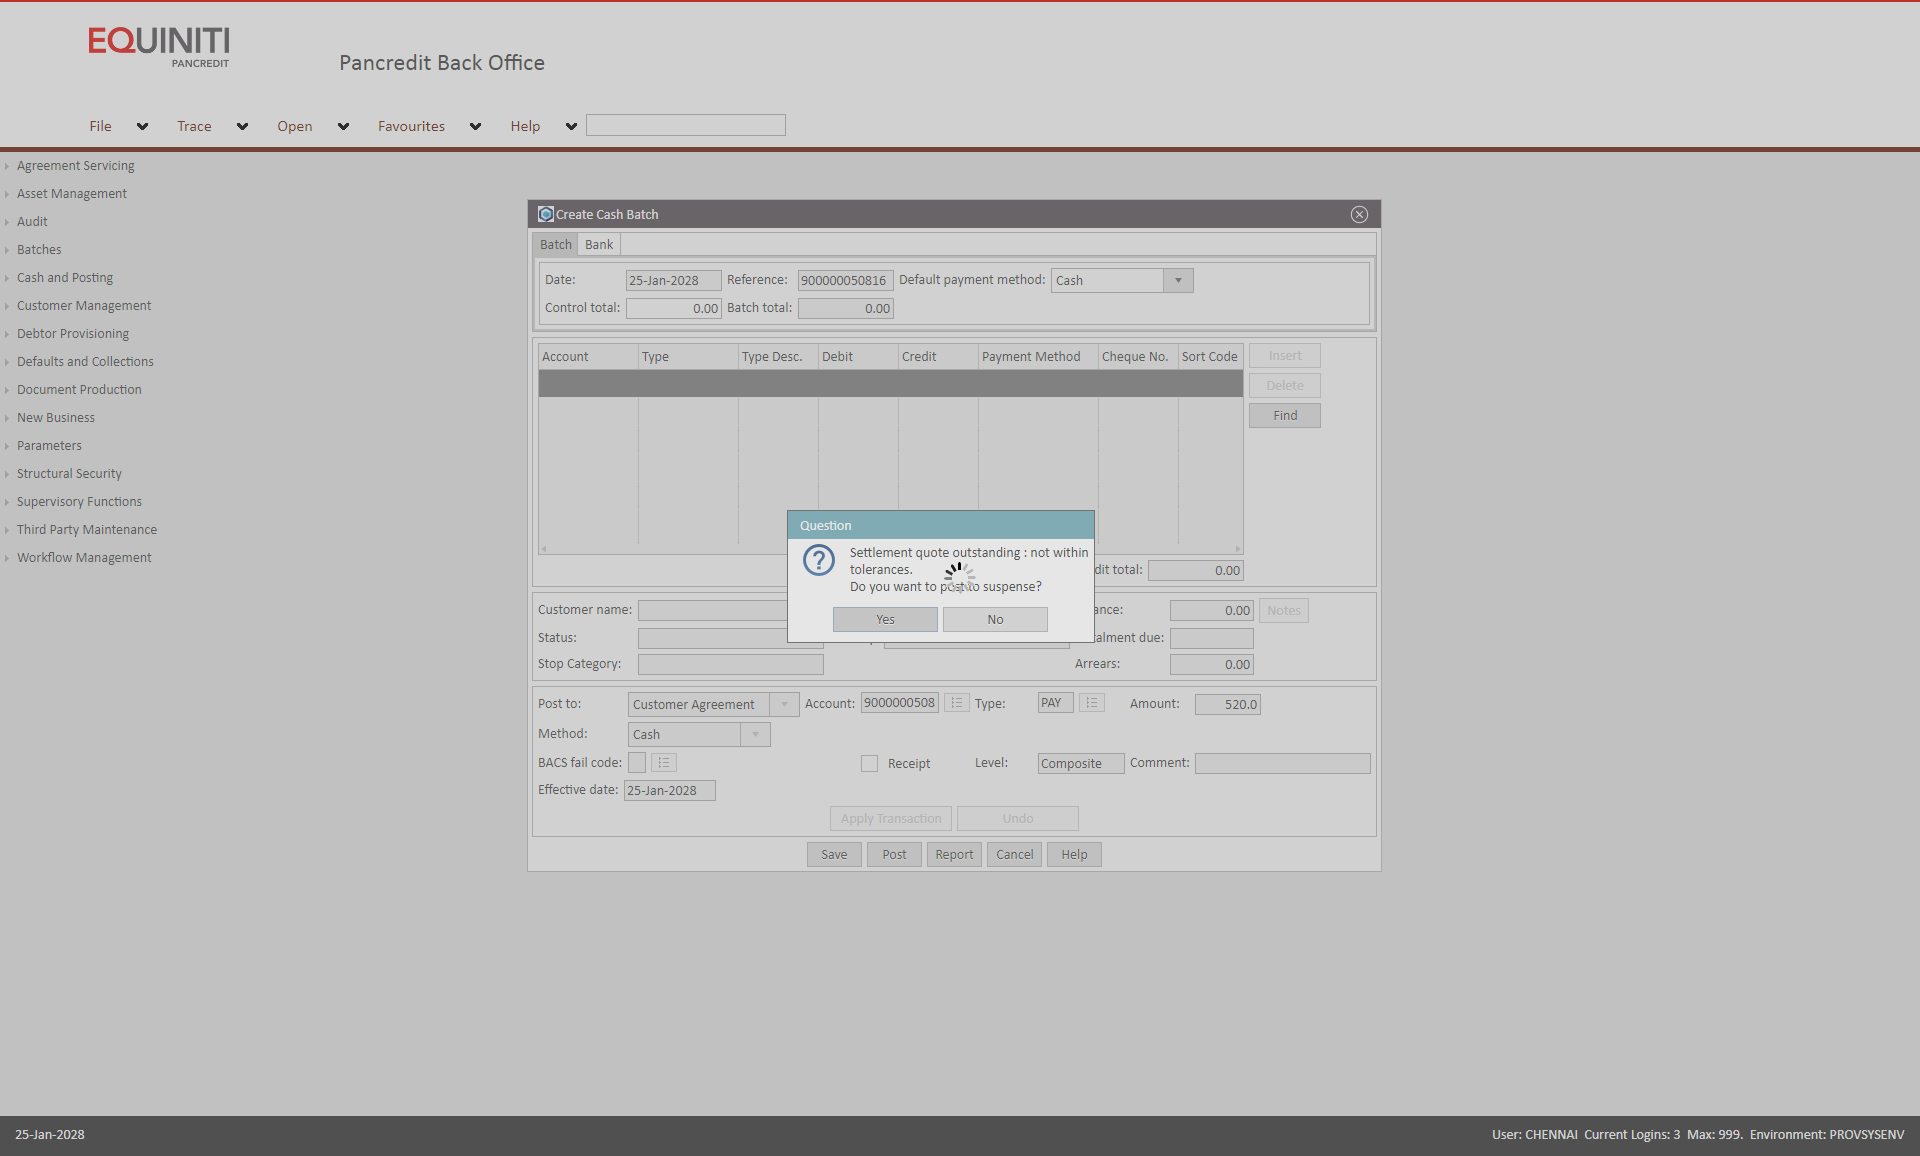 EQUINITI
PANCREDIT
Pancredit Back Office
File Trace Open Favourites Help
Agreement Servicing
Asset Management
Audit
Batches
Cash and Posting
Customer Management
Debtor Provisioning
Defaults and Collections
Document Production
New Business
Parameters
Structural Security
Supervisory Functions
Third Party Maintenance
Workflow Management
Create Cash Batch
Batch Bank
Date: 25-Jan-2028 Reference: 900000050816 Default payment method: Cash
Control total: 0.00 Batch total: 0.00
Account Type Type Desc. Debit Credit Payment Method Cheque No. Sort Code
Insert
Delete
Find
Question
Settlement quote outstanding : not within
tolerances.
Do you want to post to suspense?
Yes No
dit total: 0.00
Customer name: ance: 0.00 Notes
Status: alment due:
Stop Category: Arrears: 0.00
Post to: Customer Agreement Account: 9000000508 Type: PAY Amount: 520.0
Method: Cash
BACS fail code: Receipt Level: Composite Comment:
Effective date: 25-Jan-2028
Apply Transaction Undo
Save Post Report Cancel Help
25-Jan-2028 User: CHENNAI Current Logins: 3 Max: 999. Environment: PROVSYSENV